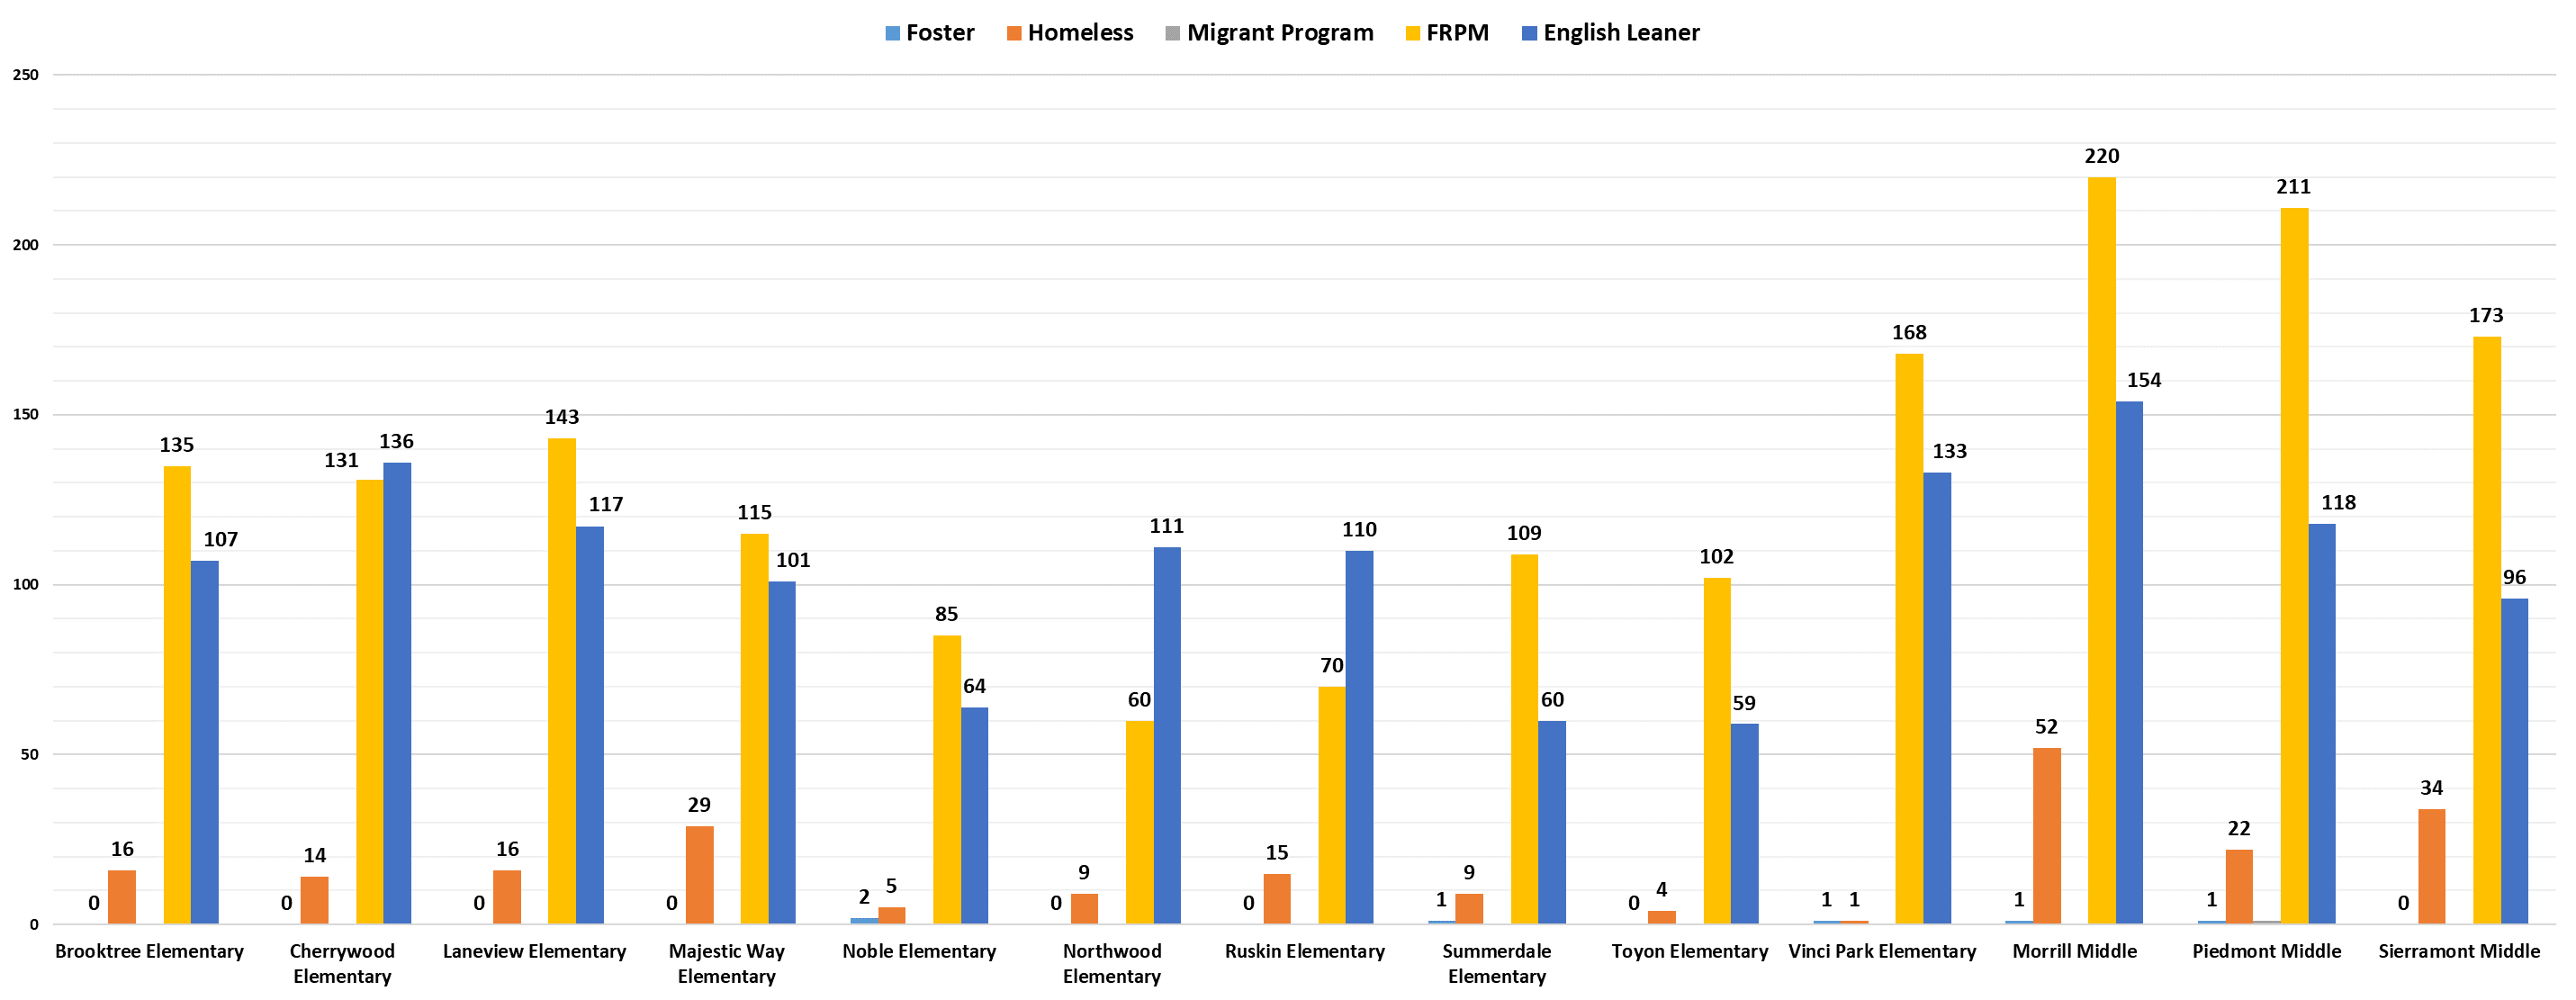 Foster Homeless Migrant Program FRPM English Leaner
250
200
150
100
50
0
0 16 135 107
0 14 131 136
0 16 143 117
0 29 115 101
2 5 85 64
0 9 60 111
0 15 70 110
1 9 109 60
0 4 102 59
1 1 168 133
1 52 220 154
1 22 211 118
0 34 173 96
Brooktree Elementary
Cherrywood
Elementary
Laneview Elementary
Majestic Way
Elementary
Noble Elementary
Northwood
Elementary
Ruskin Elementary
Summerdale
Elementary
Toyon Elementary
Vinci Park Elementary
Morrill Middle
Piedmont Middle
Sierramont Middle